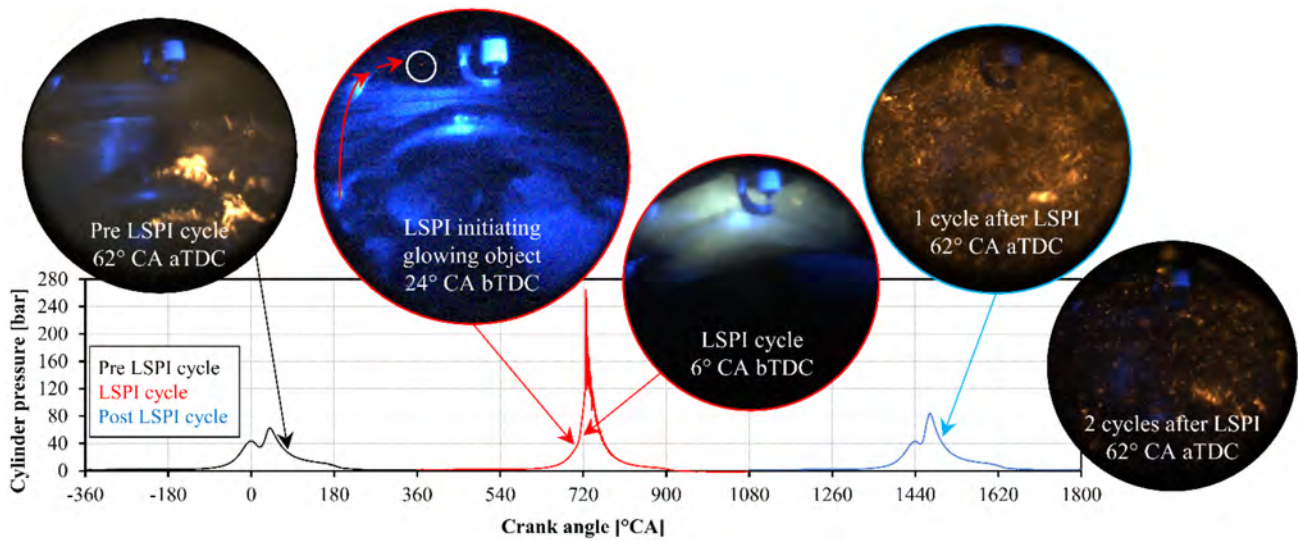 Pre LSPI cycle
62° CA aTDC
LSPI initiating
glowing object
24° CA bTDC
LSPI cycle
6° CA bTDC
1 cycle after LSPI
62° CA aTDC
2 cycles after LSPI
62° CA aTDC
Cylinder pressure [bar]
280
240
200
160
120
80
40
0
Pre LSPI cycle
LSPI cycle
Post LSPI cycle
-360 -180 0 180 360 540 720 900 1080 1260 1440 1620 1800
Crank angle [°CA]